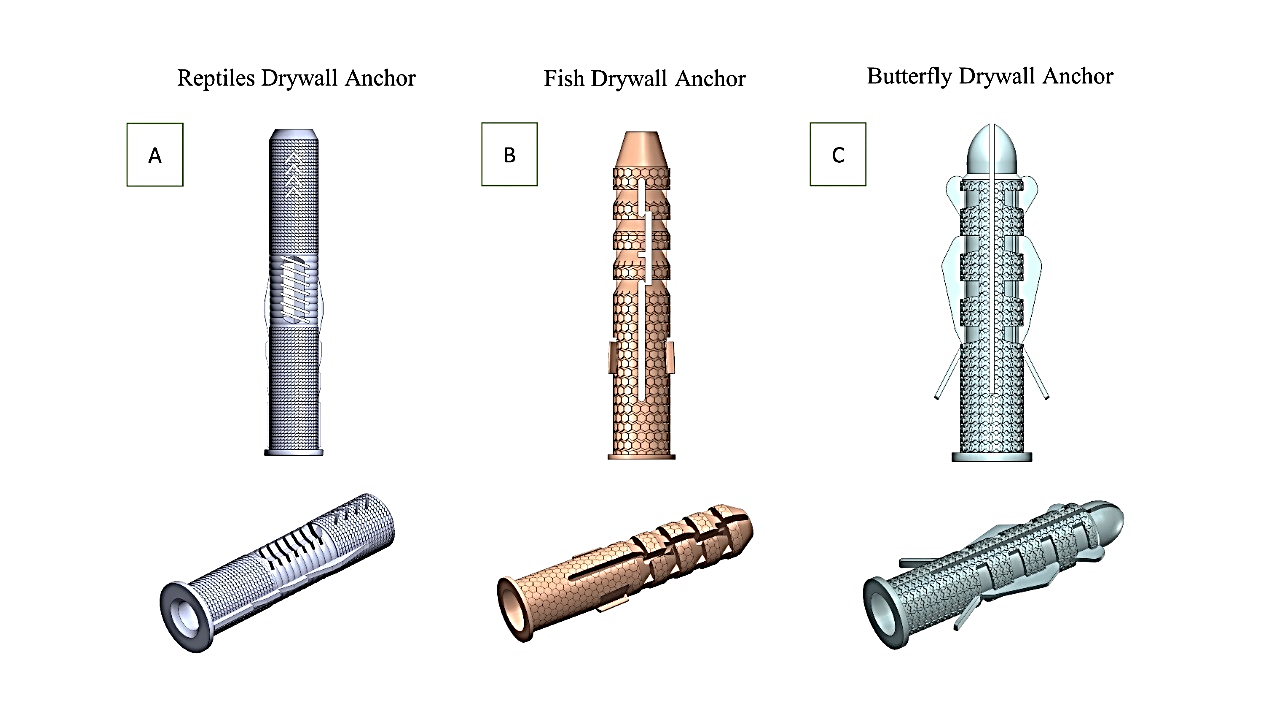 Reptiles Drywall Anchor
Fish Drywall Anchor
Butterfly Drywall Anchor
A
B
C